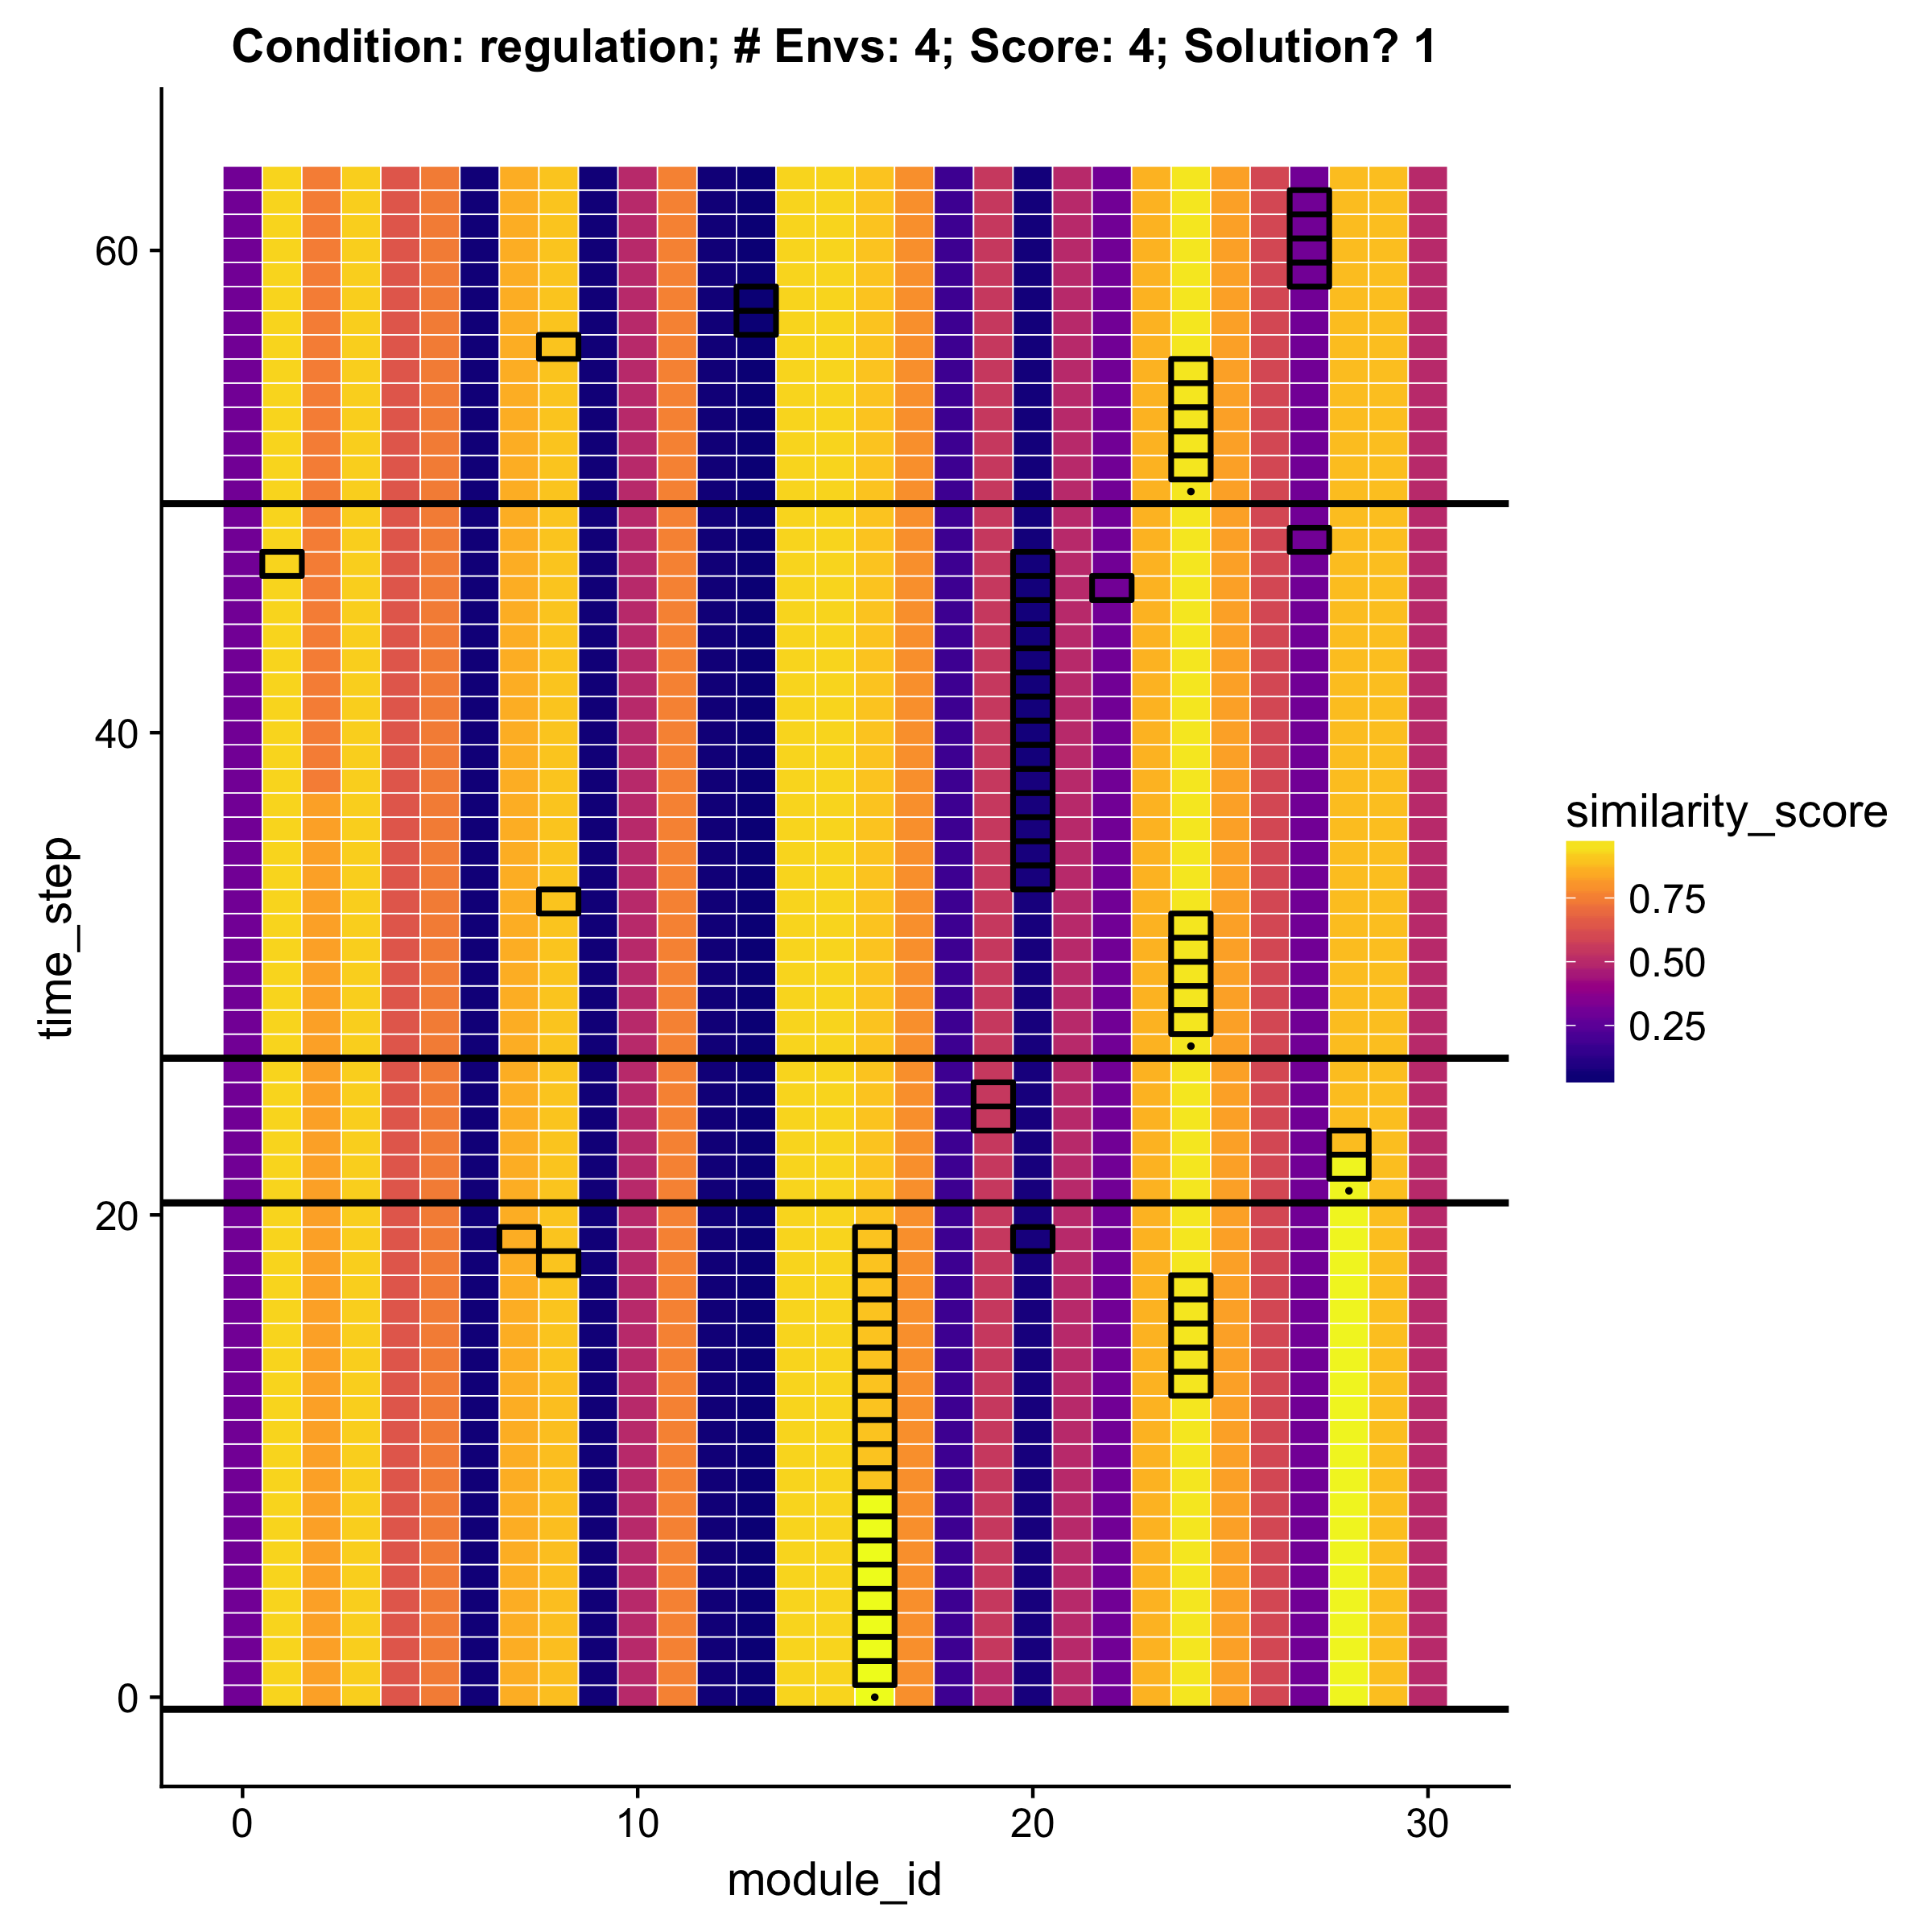 Condition: regulation; # Envs: 4; Score: 4; Solution? 1
60
40
20
0
time_step
0 10 20 30
module_id
similarity_score
0.75
0.50
0.25